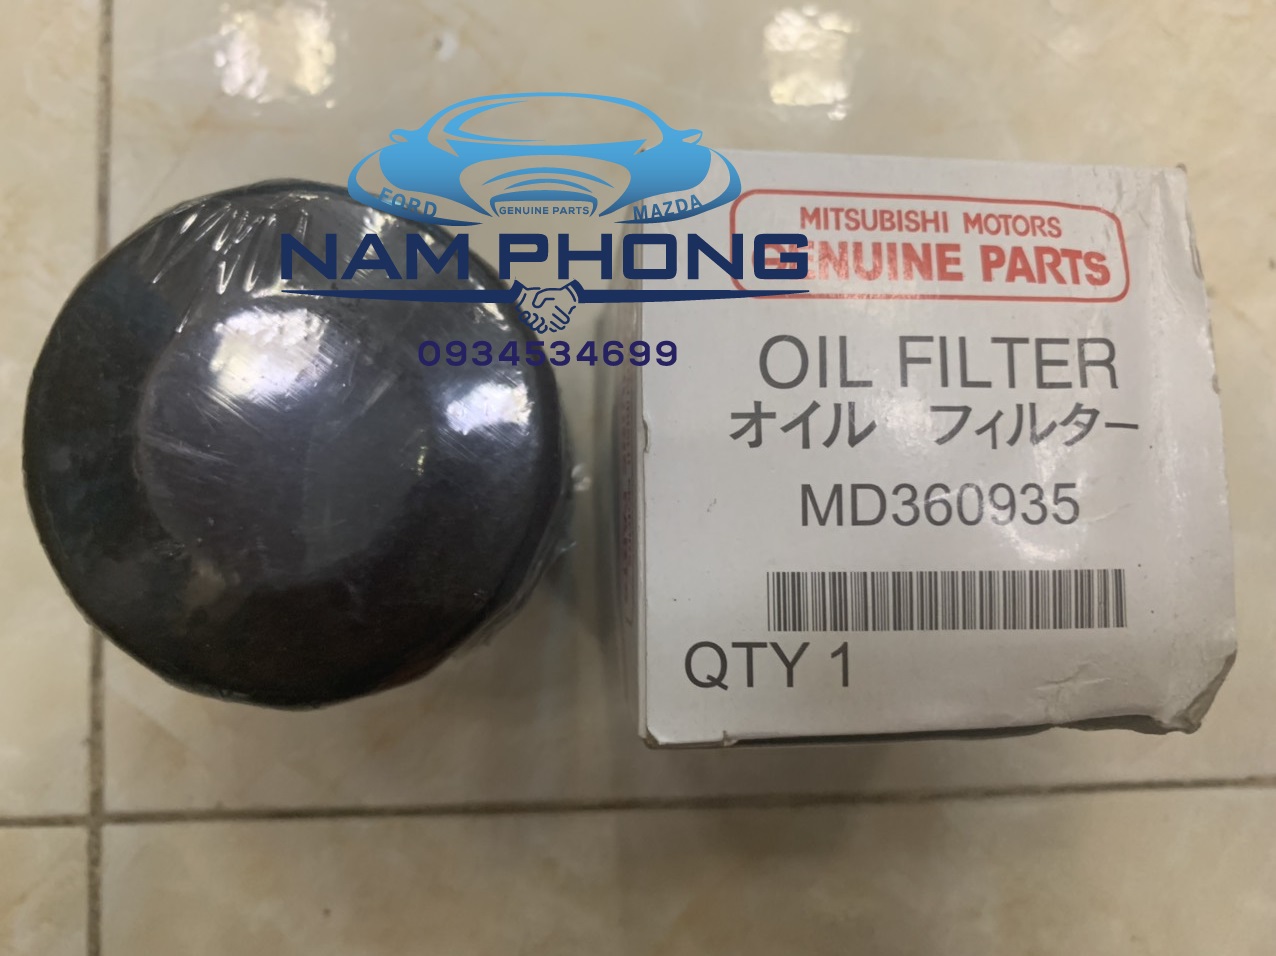 FORD
GENUINE PARTS
MAZDA
NAM PHONG
0934534699
MITSUBISHI MOTORS
GENUINE PARTS
OIL FILTER
オイル フィルター
MD360935
QTY 1